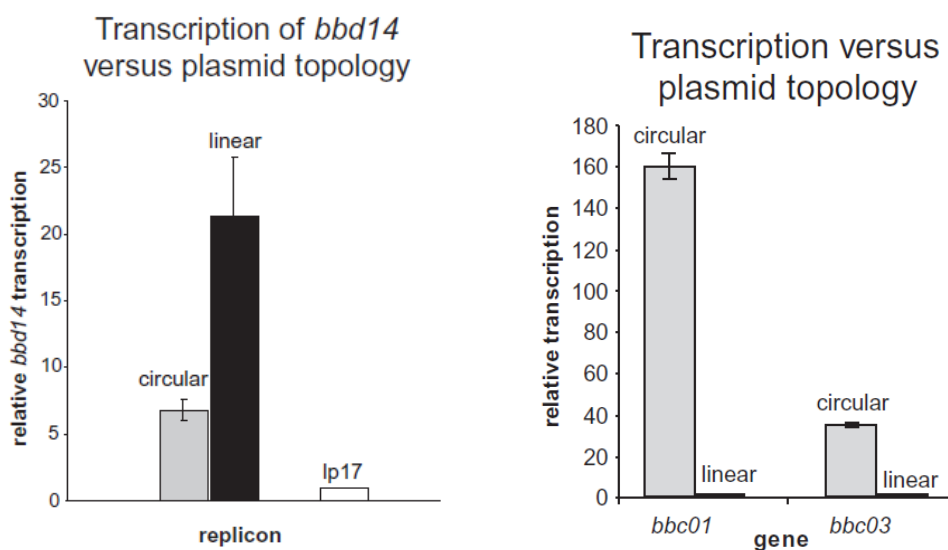 Transcription of bbd14
versus plasmid topology
relative bbd14 transcription
30
25
20
15
10
5
0
linear
circular
lp17
replicon
Transcription versus
plasmid topology
relative transcription
180
160
140
120
100
80
60
40
20
0
circular
linear
circular
linear
bbc01
bbc03
gene